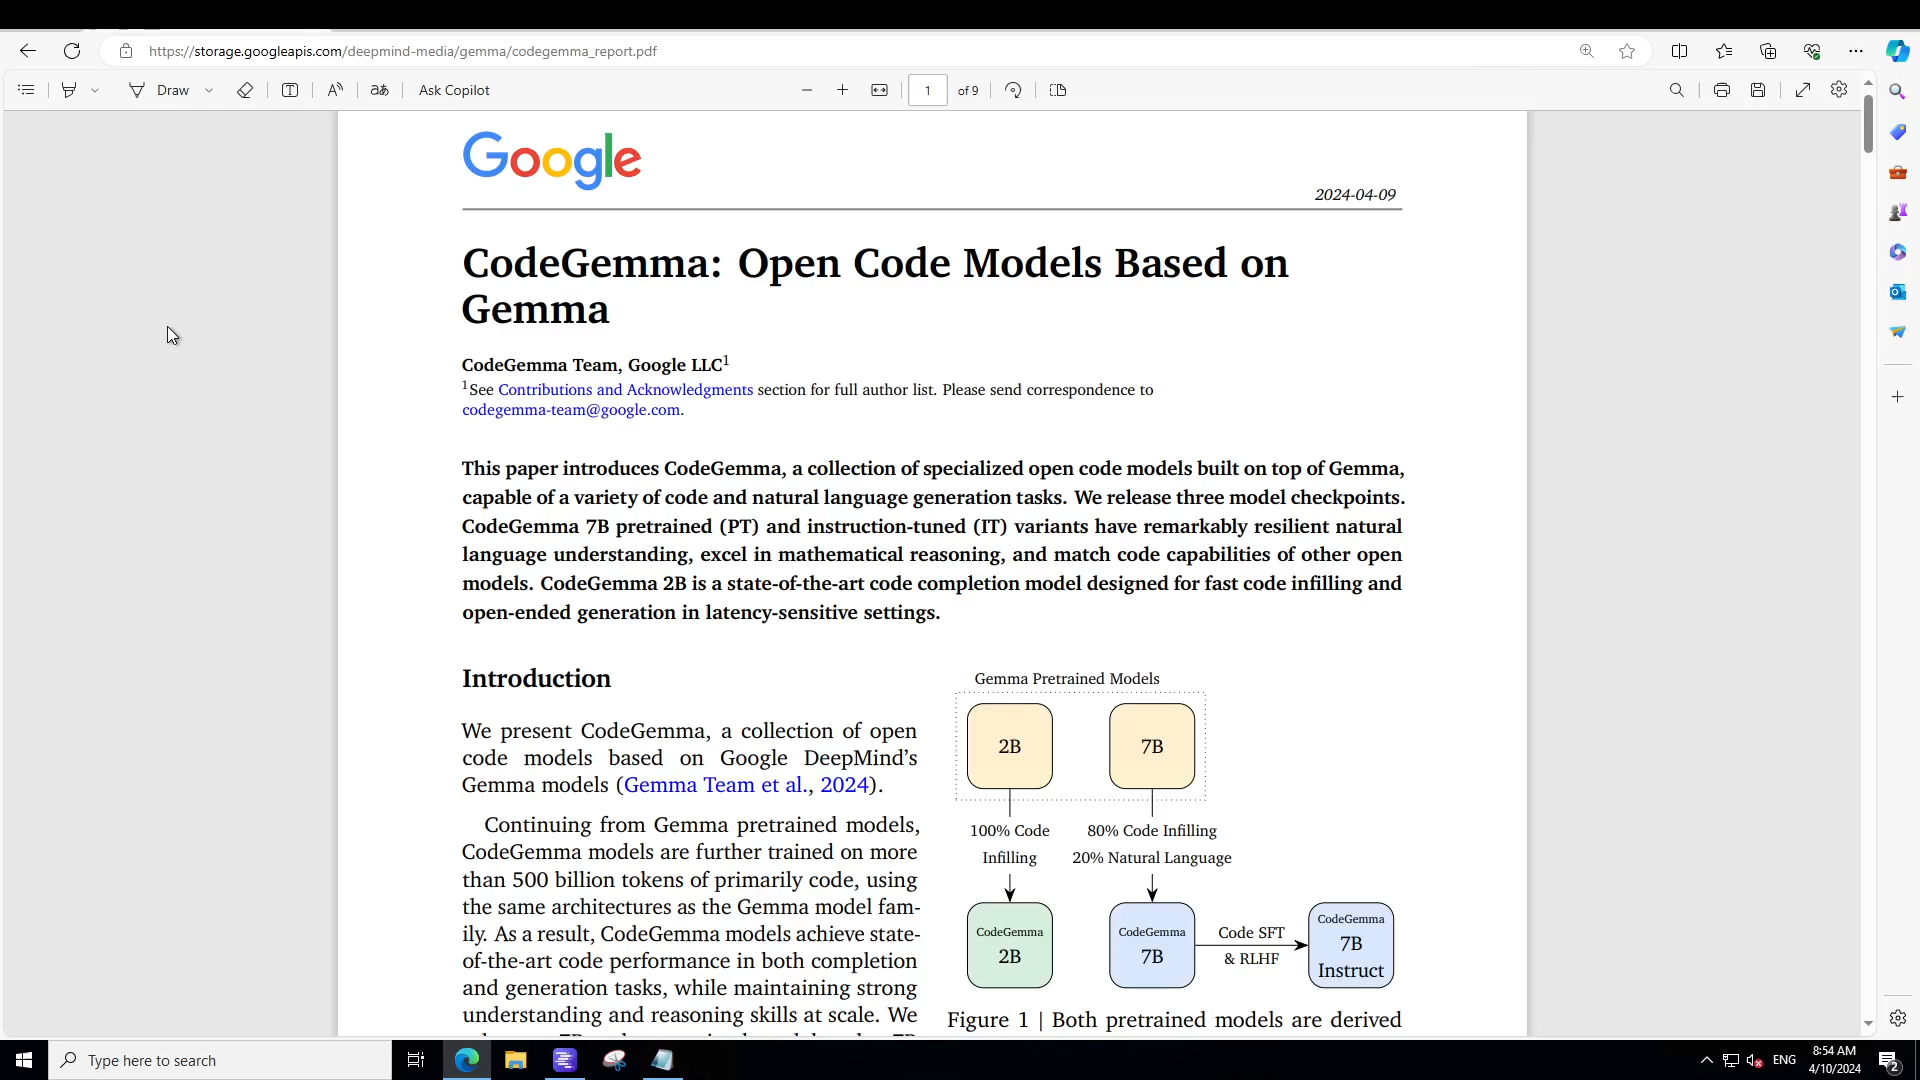 https://storage.googleapis.com/deepmind-media/gemma/codegemma_report.pdf
Draw
aあ
Ask Copilot
1 of 9
Google
2024-04-09
CodeGemma: Open Code Models Based on
Gemma
CodeGemma Team, Google LLC1
1See Contributions and Acknowledgments section for full author list. Please send correspondence to
codegemma-team@google.com.
This paper introduces CodeGemma, a collection of specialized open code models built on top of Gemma,
capable of a variety of code and natural language generation tasks. We release three model checkpoints.
CodeGemma 7B pretrained (PT) and instruction-tuned (IT) variants have remarkably resilient natural
language understanding, excel in mathematical reasoning, and match code capabilities of other open
models. CodeGemma 2B is a state-of-the-art code completion model designed for fast code infilling and
open-ended generation in latency-sensitive settings.
Introduction
We present CodeGemma, a collection of open
code models based on Google DeepMind's
Gemma models (Gemma Team et al., 2024).
Continuing from Gemma pretrained models,
CodeGemma models are further trained on more
than 500 billion tokens of primarily code, using
the same architectures as the Gemma model fam-
ily. As a result, CodeGemma models achieve state-
of-the-art code performance in both completion
and generation tasks, while maintaining strong
understanding and reasoning skills at scale. We
Gemma Pretrained Models
2B
7B
100% Code
Infilling
80% Code Infilling
20% Natural Language
CodeGemma
2B
CodeGemma
7B
Code SFT
& RLHF
CodeGemma
7B
Instruct
Figure 1 | Both pretrained models are derived
Type here to search
ENG
8:54 AM
4/10/2024
2